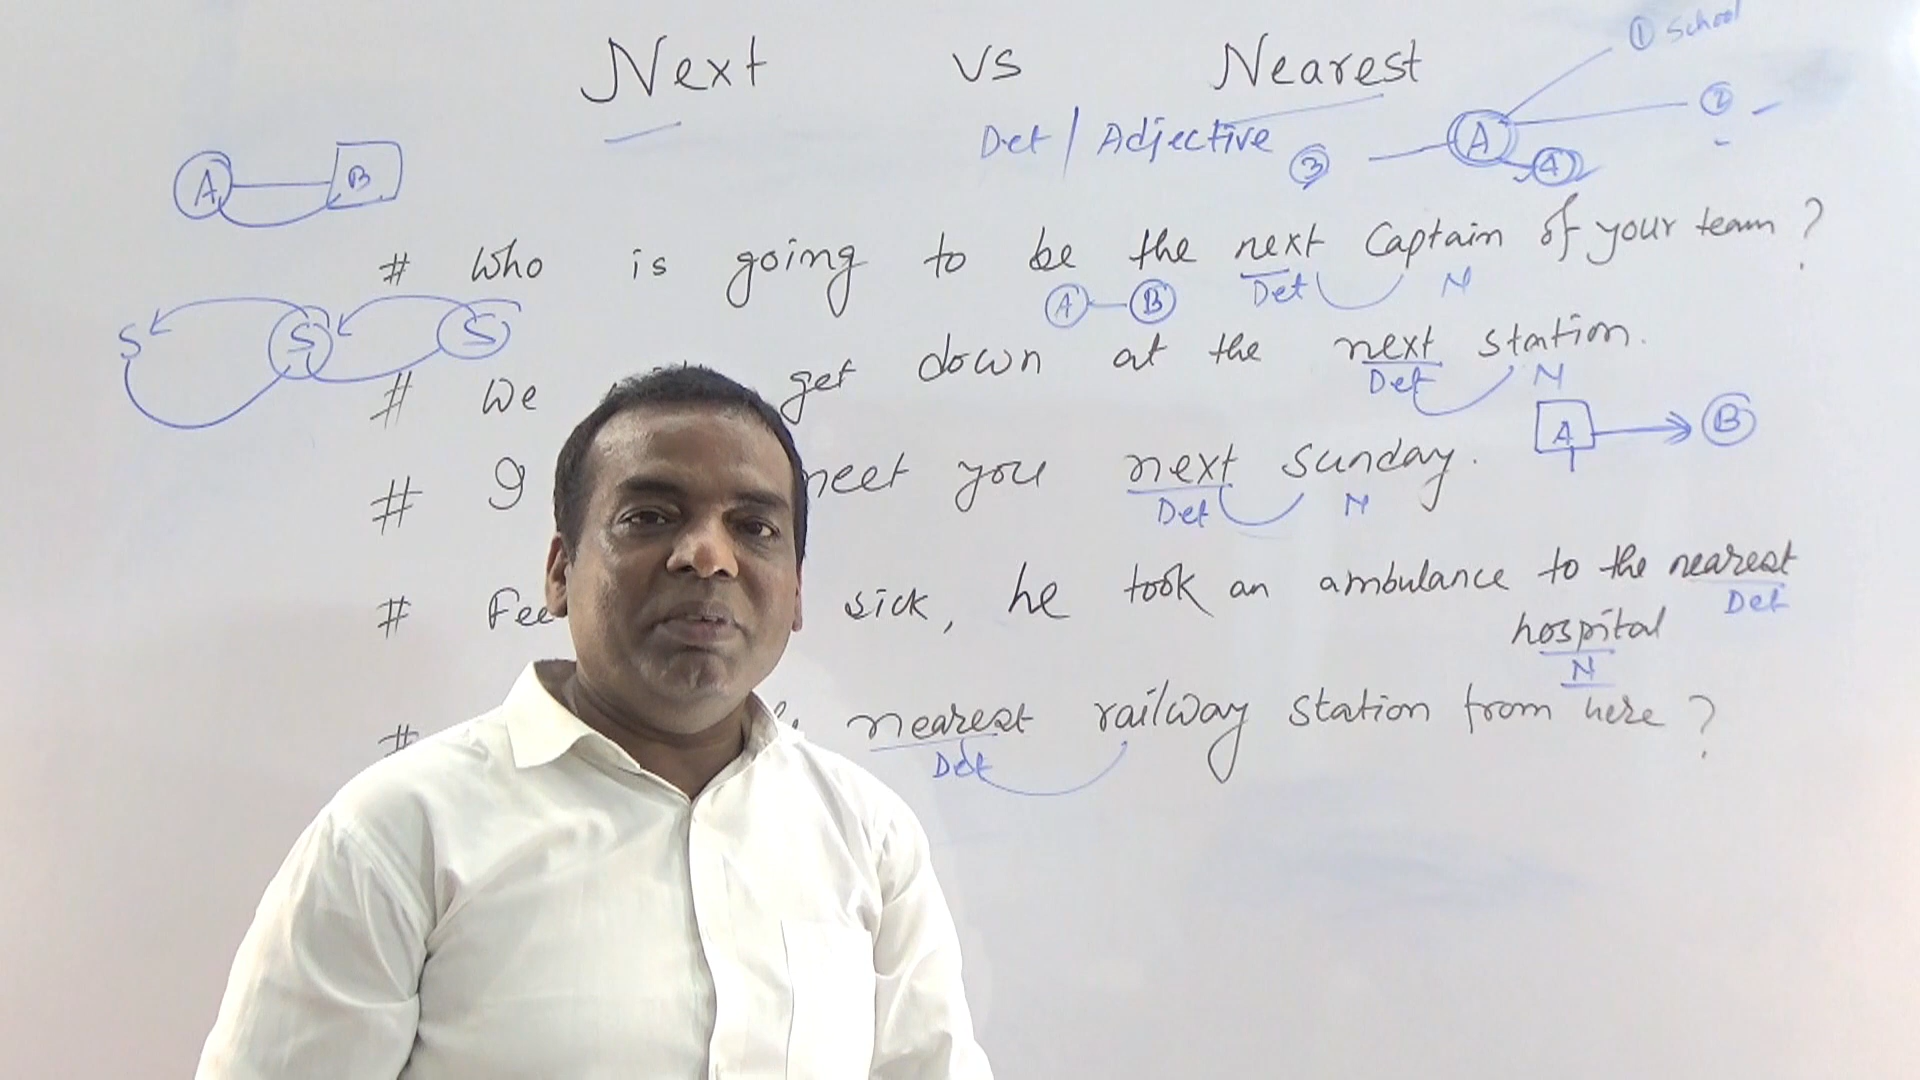 Next vs Nearest
① School
Det / Adjective
A ②
③ ④
A B
# Who is going to be the next Captain of your team ?
A B Det N
S S S
# We get down at the next station.
Det N
A B
# I meet you next Sunday.
Det N
# sick, he took an ambulance to the nearest
Det
hospital
N
# nearest railway station from here ?
Det